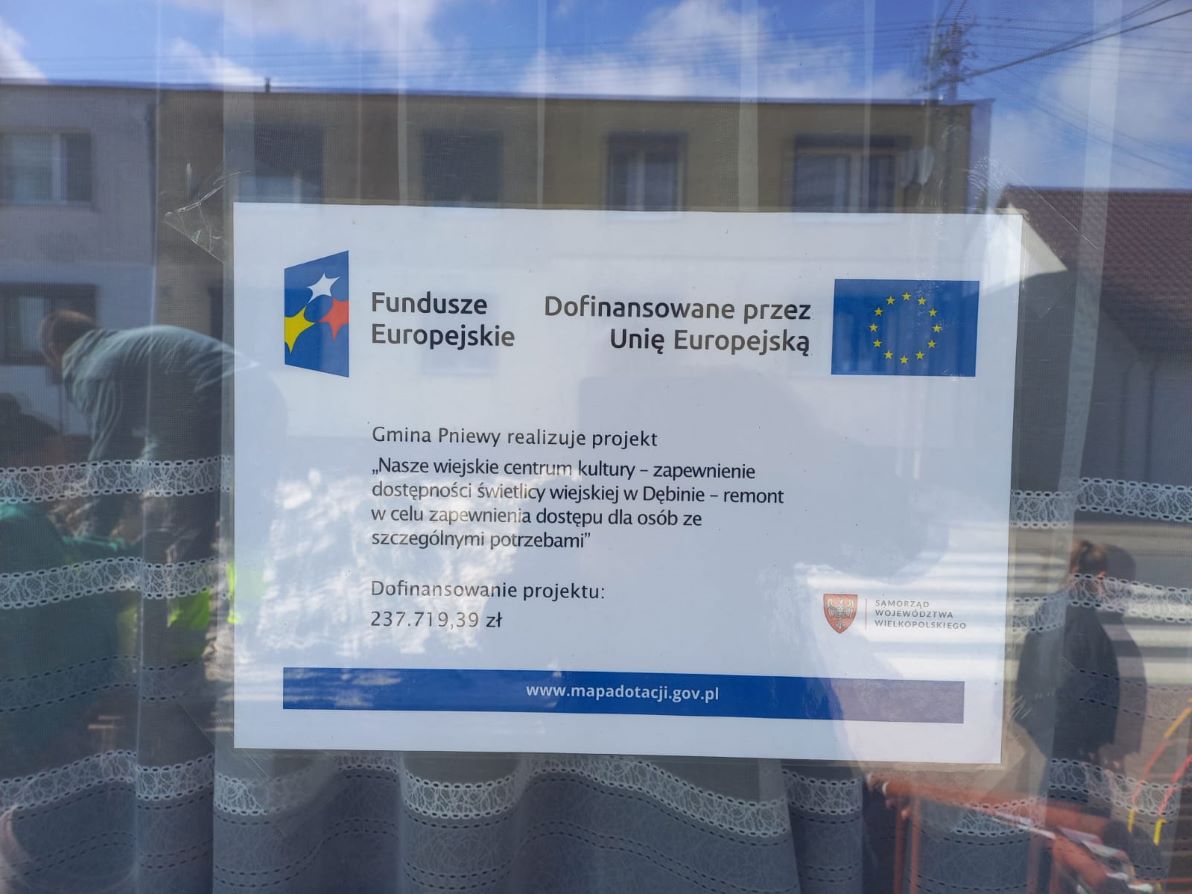 Fundusze
Europejskie
Dofinansowane przez
Unię Europejską
Gmina Pniewy realizuje projekt
„Nasze wiejskie centrum kultury – zapewnienie
dostępności świetlicy wiejskiej w Dębinie – remont
w celu zapewnienia dostępu dla osób ze
szczególnymi potrzebami”
Dofinansowanie projektu:
237.719,39 zł
SAMORZĄD
WOJEWÓDZTWA
WIELKOPOLSKIEGO
www.mapadotacji.gov.pl